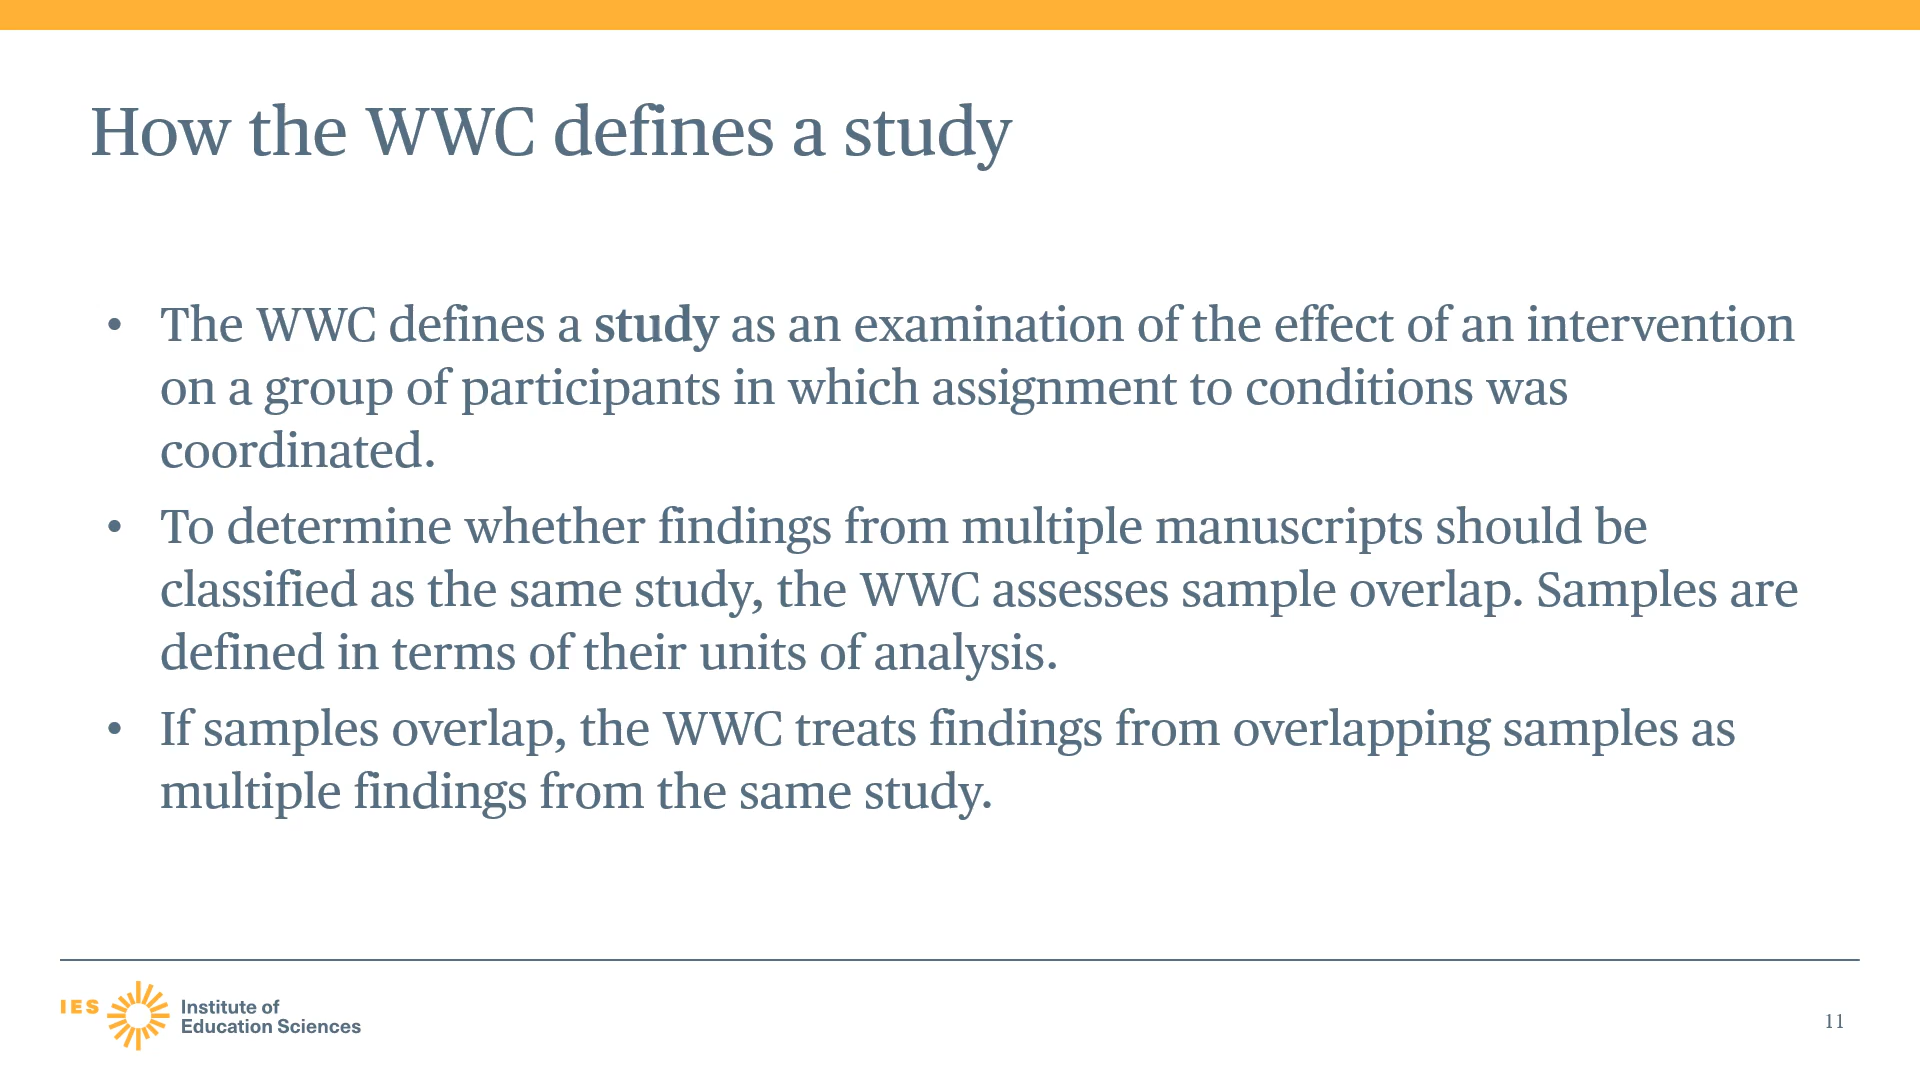 How the WWC defines a study
• The WWC defines a study as an examination of the effect of an intervention
on a group of participants in which assignment to conditions was
coordinated.
• To determine whether findings from multiple manuscripts should be
classified as the same study, the WWC assesses sample overlap. Samples are
defined in terms of their units of analysis.
• If samples overlap, the WWC treats findings from overlapping samples as
multiple findings from the same study.
IES
Institute of
Education Sciences
11